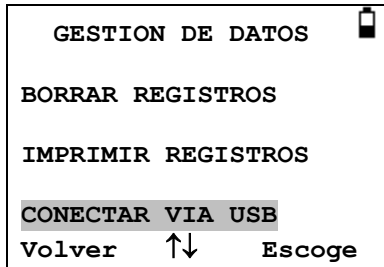 GESTION DE DATOS
BORRAR REGISTROS
IMPRIMIR REGISTROS
CONECTAR VIA USB
Volver ↑↓ Escoge